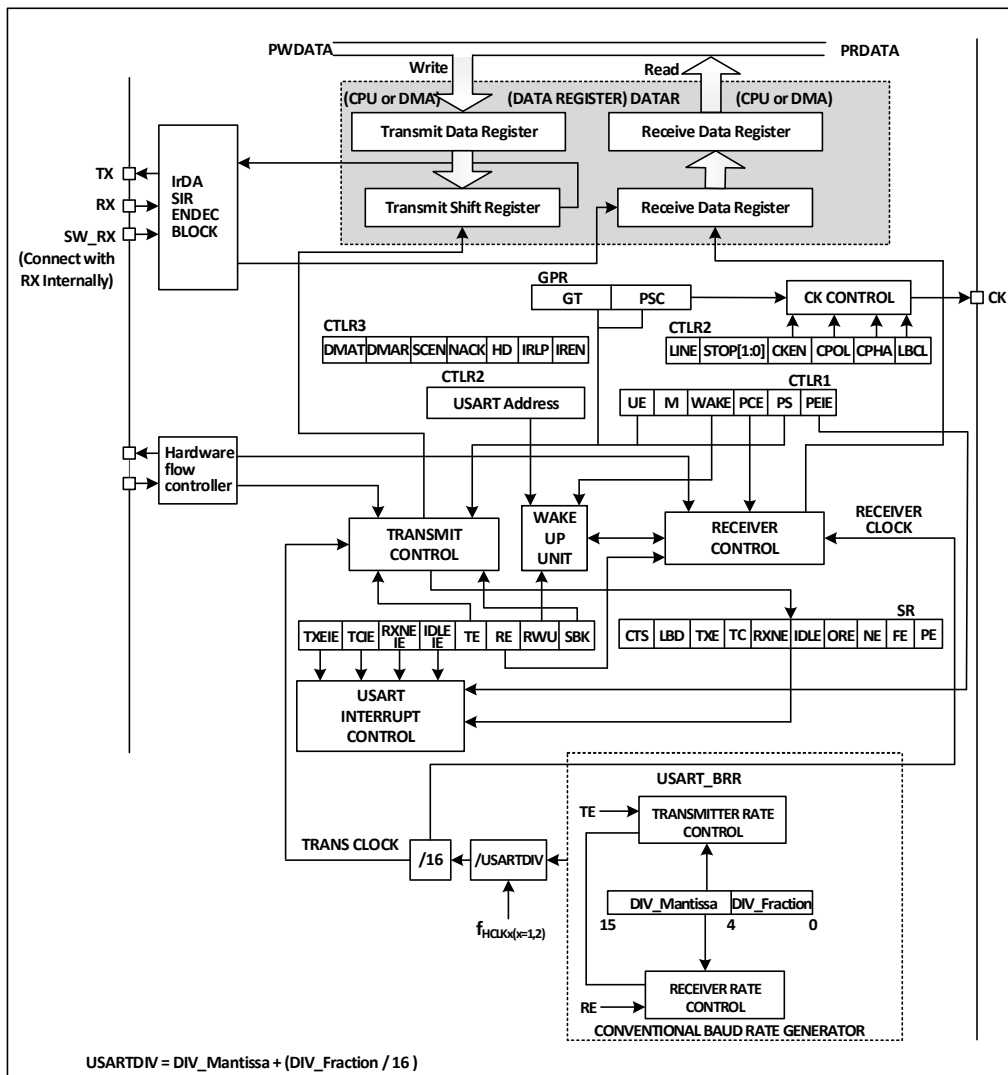 PWDATA
PRDATA
Write
Read
(CPU or DMA)
(DATA REGISTER) DATAR
(CPU or DMA)
Transmit Data Register
Receive Data Register
TX
RX
SW_RX
(Connect with
RX Internally)
IrDA
SIR
ENDEC
BLOCK
Transmit Shift Register
Receive Data Register
GPR
GT
PSC
CK CONTROL
CK
CTLR3
DMAT
DMAR
SCEN
NACK
HD
IRLP
IREN
CTLR2
LINE
STOP[1:0]
CKEN
CPOL
CPHA
LBCL
CTLR2
USART Address
CTLR1
UE
M
WAKE
PCE
PS
PEIE
Hardware
flow
controller
TRANSMIT
CONTROL
WAKE
UP
UNIT
RECEIVER
CONTROL
RECEIVER
CLOCK
TXEIE
TCIE
RXNE
IE
IDLE
IE
TE
RE
RWU
SBK
SR
CTS
LBD
TXE
TC
RXNE
IDLE
ORE
NE
FE
PE
USART
INTERRUPT
CONTROL
USART_BRR
TE
TRANSMITTER RATE
CONTROL
TRANS CLOCK
/16
/USARTDIV
fHCLKx(x=1,2)
DIV_Mantissa
DIV_Fraction
15
4
0
RE
RECEIVER RATE
CONTROL
CONVENTIONAL BAUD RATE GENERATOR
USARTDIV = DIV_Mantissa + (DIV_Fraction / 16 )